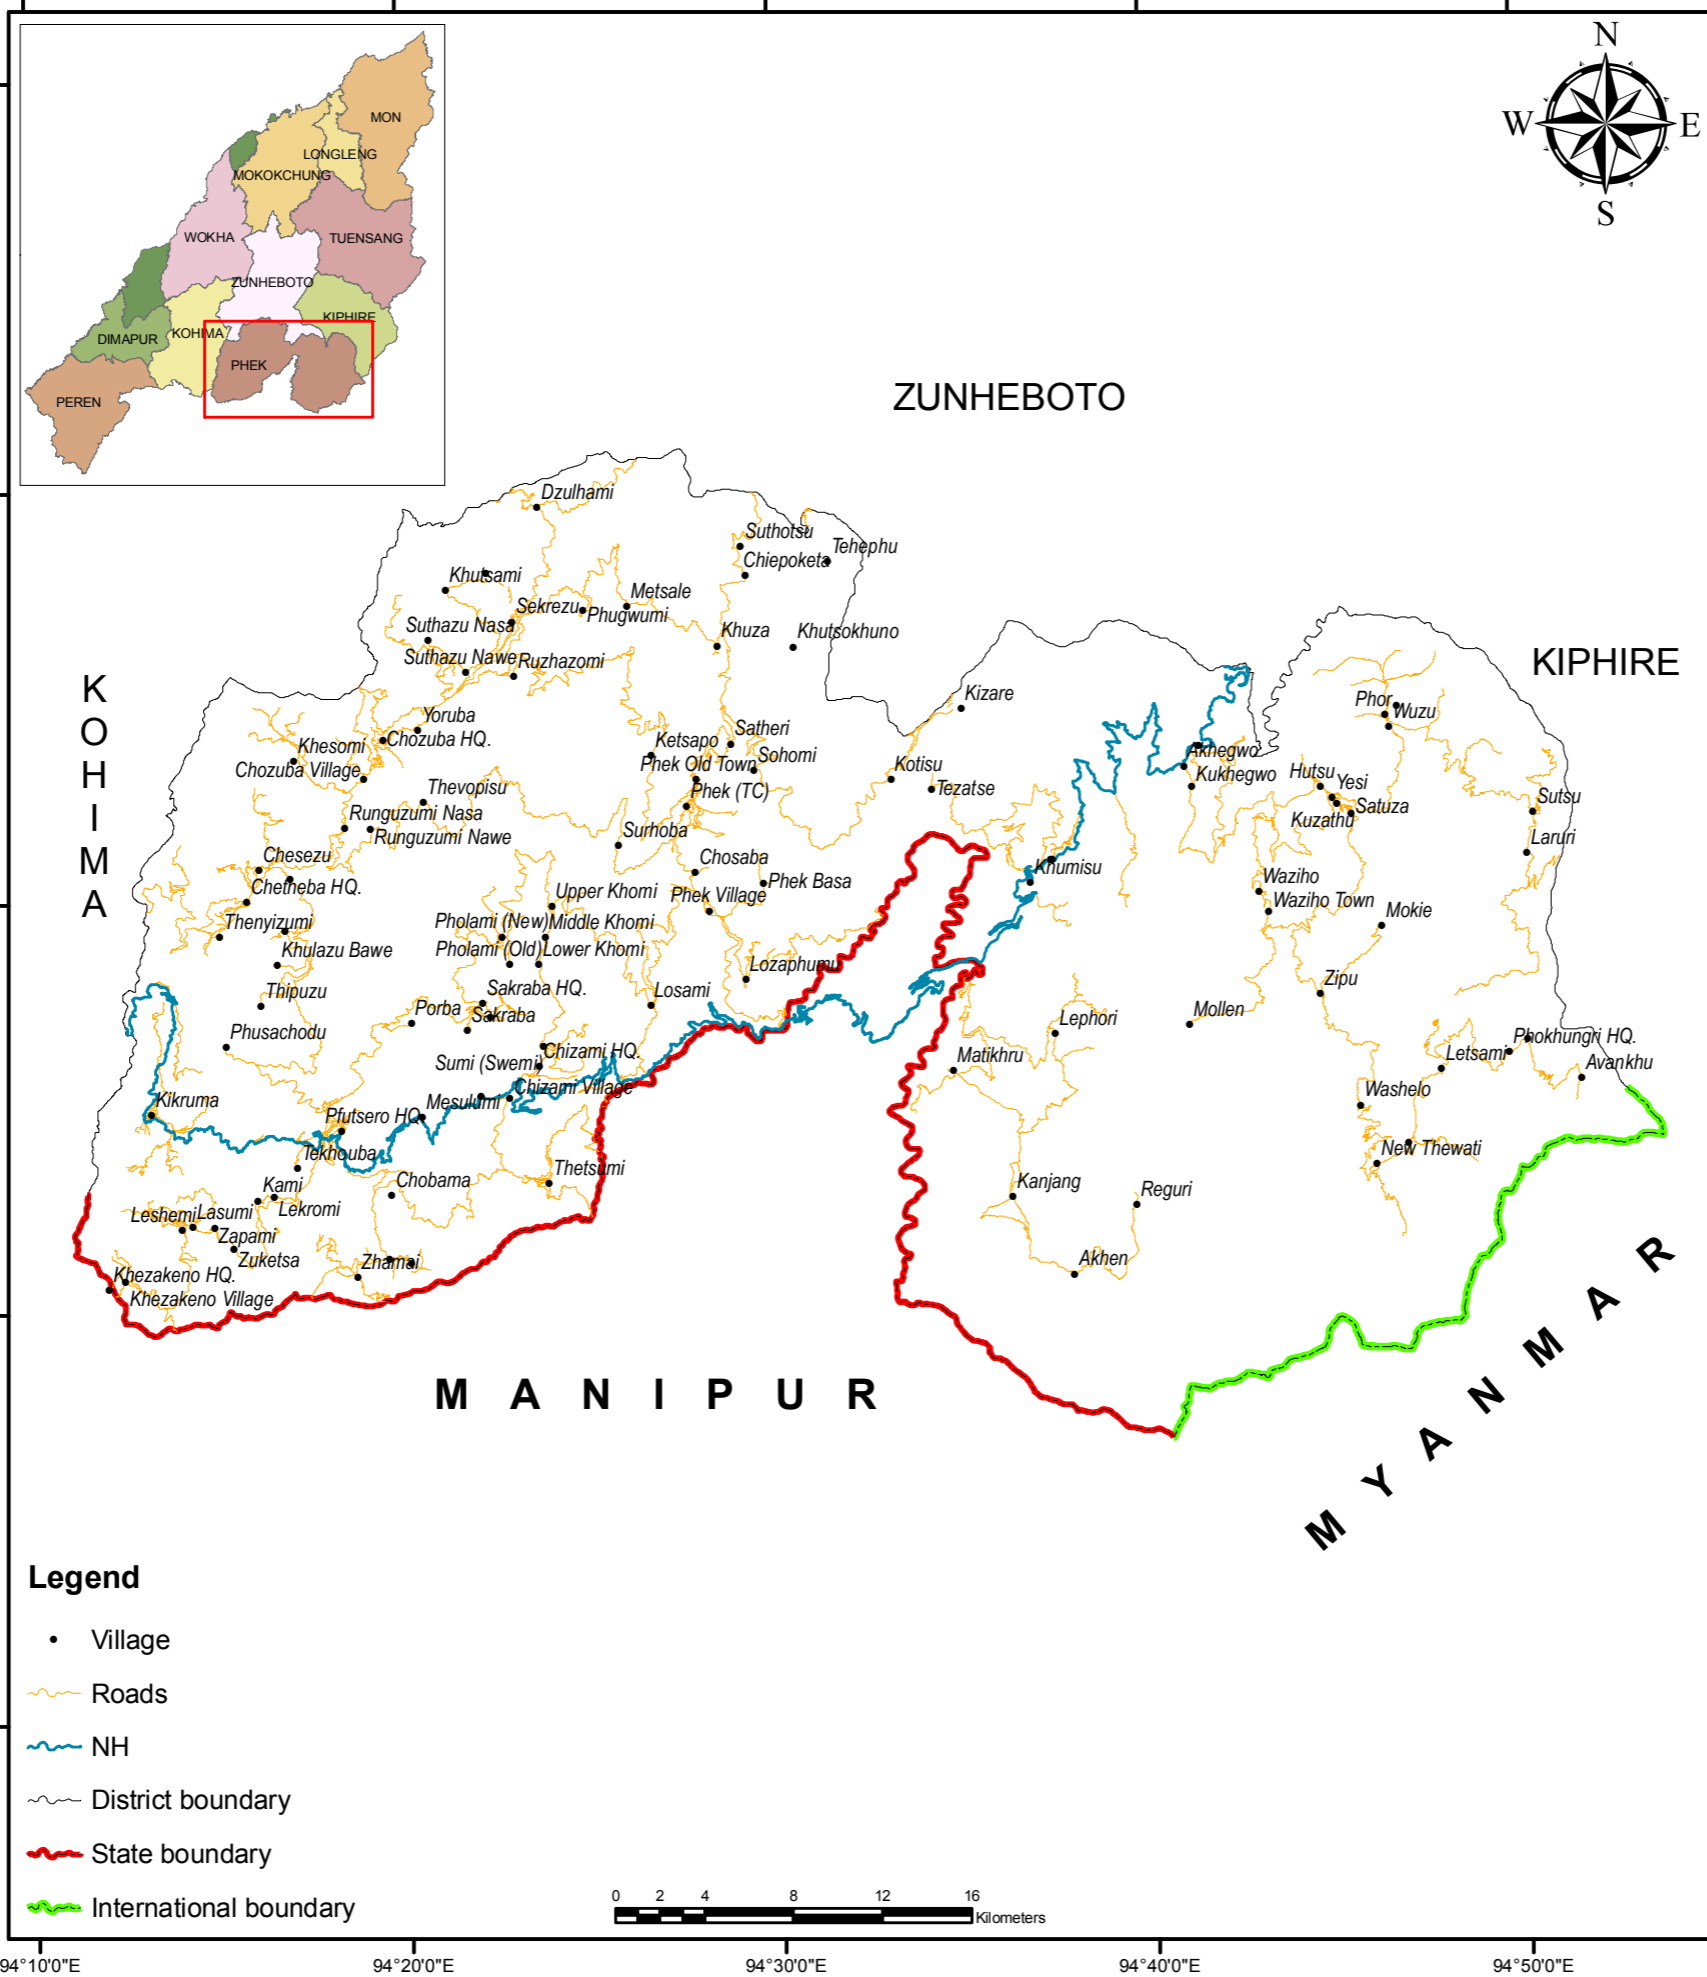 N
W
E
S
MON
LONGLENG
MOKOKCHUNG
WOKHA
TUENSANG
ZUNHEBOTO
KIPHIRE
DIMAPUR
KOHIMA
PHEK
PEREN
ZUNHEBOTO
KIPHIRE
KOHIMA
Dzulhami
Suthotsu
Tehephu
Chiepoketa
Khutsami
Metsale
Sekrezu
Phugwumi
Suthazu Nasa
Khuza
Khutsokhuno
Suthazu Nawe
Ruzhazomi
Kizare
Phor
Wuzu
Yoruba
Satheri
Khesomi
Chozuba HQ.
Ketsapo
Sohomi
Akhegwo
Chozuba Village
Phek Old Town
Kotisu
Kukhegwo
Hutsu
Yesi
Thevopisu
Phek (TC)
Tezatse
Satuza
Sutsu
Runguzumi Nasa
Kuzathu
Runguzumi Nawe
Surhoba
Laruri
Chesezu
Chosaba
Khumisu
Chetheba HQ.
Phek Basa
Waziho
Upper Khomi
Phek Village
Waziho Town
Mokie
Thenyizumi
Pholami (New)
Middle Khomi
Khulazu Bawe
Pholami (Old)
Lower Khomi
Lozaphumu
Zipu
Thipuzu
Sakraba HQ.
Losami
Porba
Sakraba
Mollen
Lephori
Phusachodu
Phokhungri HQ.
Chizami HQ.
Matikhru
Letsami
Sumi (Swemi)
Avankhu
Chizami Village
Washelo
Kikruma
Mesulumi
Pfutsero HQ.
New Thewati
Tekhouba
Thetsumi
Chobama
Kanjang
Reguri
Kami
Lekromi
Leshemi
Lasumi
Zapami
Zuketsa
Zhamai
Akhen
Khezakeno HQ.
Khezakeno Village
MANIPUR
MYANMAR
Legend
Village
Roads
NH
District boundary
State boundary
International boundary
0 2 4 8 12 16
Kilometers
94°10'0"E 94°20'0"E 94°30'0"E 94°40'0"E 94°50'0"E